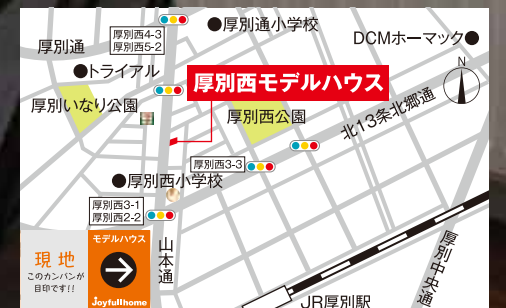 厚別西4-3
厚別西5-2
●厚別通小学校
DCMホーマック●
厚別通
●トライアル
N
厚別西モデルハウス
厚別いなり公園
厚別西公園
北13条北郷通
厚別西3-3
●厚別西小学校
厚別西3-1
厚別西2-2
山本通
厚別中央通
JR厚別駅
現地
このカンバンが
目印です!!
モデルハウス
Joyfullhome